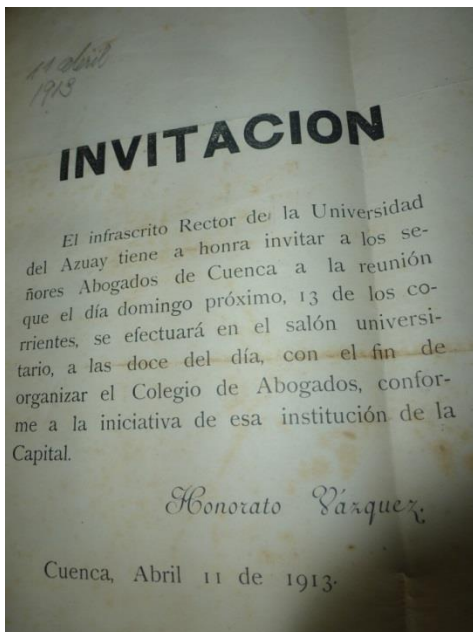 11 abril
1913
INVITACION
El infrascrito Rector de la Universidad
del Azuay tiene a honra invitar a los se-
ñores Abogados de Cuenca a la reunión
que el día domingo próximo, 13 de los co-
rrientes, se efectuará en el salón universi-
tario, a las doce del día, con el fin de
organizar el Colegio de Abogados, confor-
me a la iniciativa de esa institución de la
Capital.
Honorato Vázquez.
Cuenca, Abril 11 de 1913.